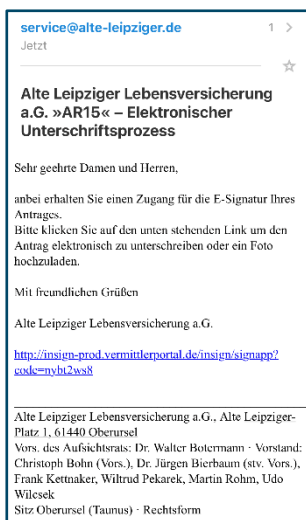 service@alte-leipziger.de 1 >
Jetzt
Alte Leipziger Lebensversicherung
a.G. »AR15« – Elektronischer
Unterschriftsprozess
Sehr geehrte Damen und Herren,
anbei erhalten Sie einen Zugang für die E-Signatur Ihres
Antrages.
Bitte klicken Sie auf den unten stehenden Link um den
Antrag elektronisch zu unterschreiben oder ein Foto
hochzuladen.
Mit freundlichen Grüßen
Alte Leipziger Lebensversicherung a.G.
http://insign-prod.vermittlerportal.de/insign/signapp?
code=nybt2ws8
Alte Leipziger Lebensversicherung a.G., Alte Leipziger-
Platz 1, 61440 Oberursel
Vors. des Aufsichtsrats: Dr. Walter Botermann · Vorstand:
Christoph Bohn (Vors.), Dr. Jürgen Bierbaum (stv. Vors.),
Frank Kettnaker, Wiltrud Pekarek, Martin Rohm, Udo
Wilcsek
Sitz Oberursel (Taunus) · Rechtsform